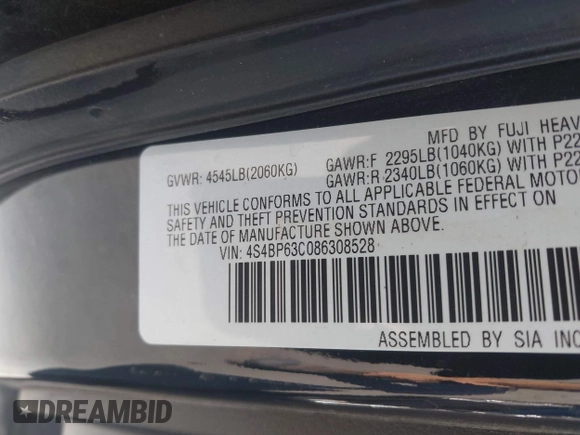 MFD BY FUJI HEAV
GVWR: 4545LB(2060KG) GAWR:F 2295LB(1040KG) WITH P22
GAWR:R 2340LB(1060KG) WITH P22
THIS VEHICLE CONFORMS TO ALL APPLICABLE FEDERAL MOTOR
SAFETY AND THEFT PREVENTION STANDARDS IN EFFECT ON
THE DATE OF MANUFACTURE SHOWN ABOVE.
VIN: 4S4BP63C086308528
ASSEMBLED BY SIA INC
DREAMBID